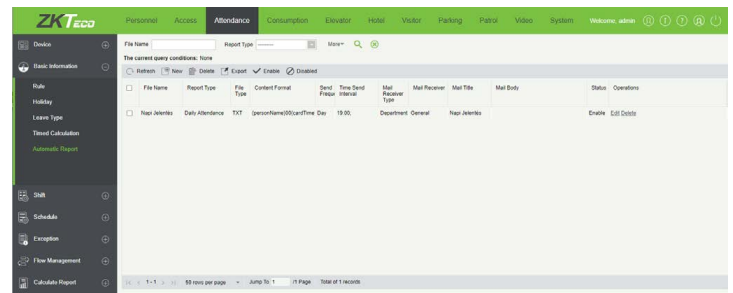 ZKTeco
Personnel Access Attendance Consumption Elevator Hotel Visitor Parking Patrol Video System Welcome, admin
Device
Basic Information
Rule
Holiday
Leave Type
Timed Calculation
Automatic Report
Shift
Schedule
Exception
Flow Management
Calculate Report
File Name Report Type --------- More
The current query conditions: None
Refresh New Delete Export Enable Disabled
File Name Report Type File Type Content Format Send Frequ Time Send Interval Mail Receiver Type Mail Receiver Mail Title Mail Body Status Operations
Napi Jelentés Daily Attendance TXT {personName}00{cardTime Day 19:00; Department General Napi Jelentés Enable Edit Delete
1-1 50 rows per page Jump To 1 /1 Page Total of 1 records